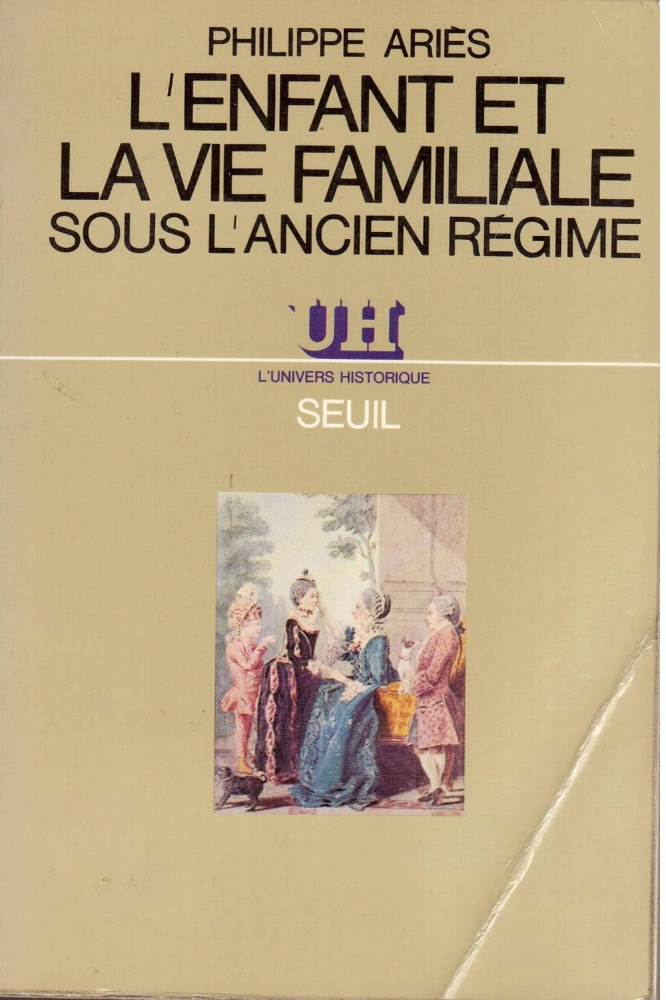 PHILIPPE ARIÈS
L'ENFANT ET
LA VIE FAMILIALE
SOUS L'ANCIEN RÉGIME
UH
L'UNIVERS HISTORIQUE
SEUIL